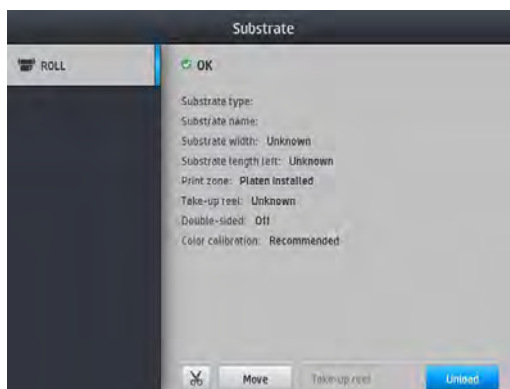 Substrate
ROLL
OK
Substrate type:
Substrate name:
Substrate width: Unknown
Substrate length left: Unknown
Print zone: Platen installed
Take-up reel: Unknown
Double-sided: Off
Color calibration: Recommended
Move Take-up reel Unload